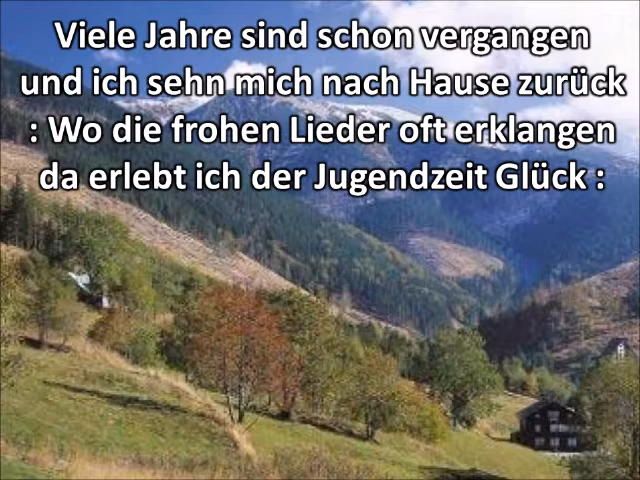 Viele Jahre sind schon vergangen
und ich sehn mich nach Hause zurück
: Wo die frohen Lieder oft erklangen
da erlebt ich der Jugendzeit Glück :